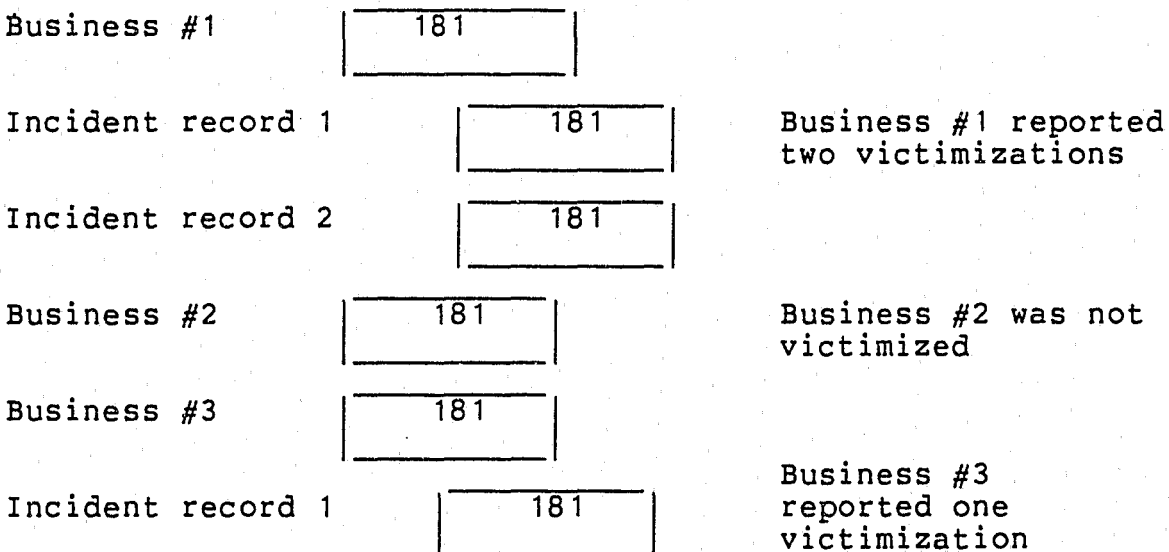 Business #1 181
Incident record 1 181 Business #1 reported
two victimizations
Incident record 2 181
Business #2 181 Business #2 was not
victimized
Business #3 181
Business #3
Incident record 1 181 reported one
victimization